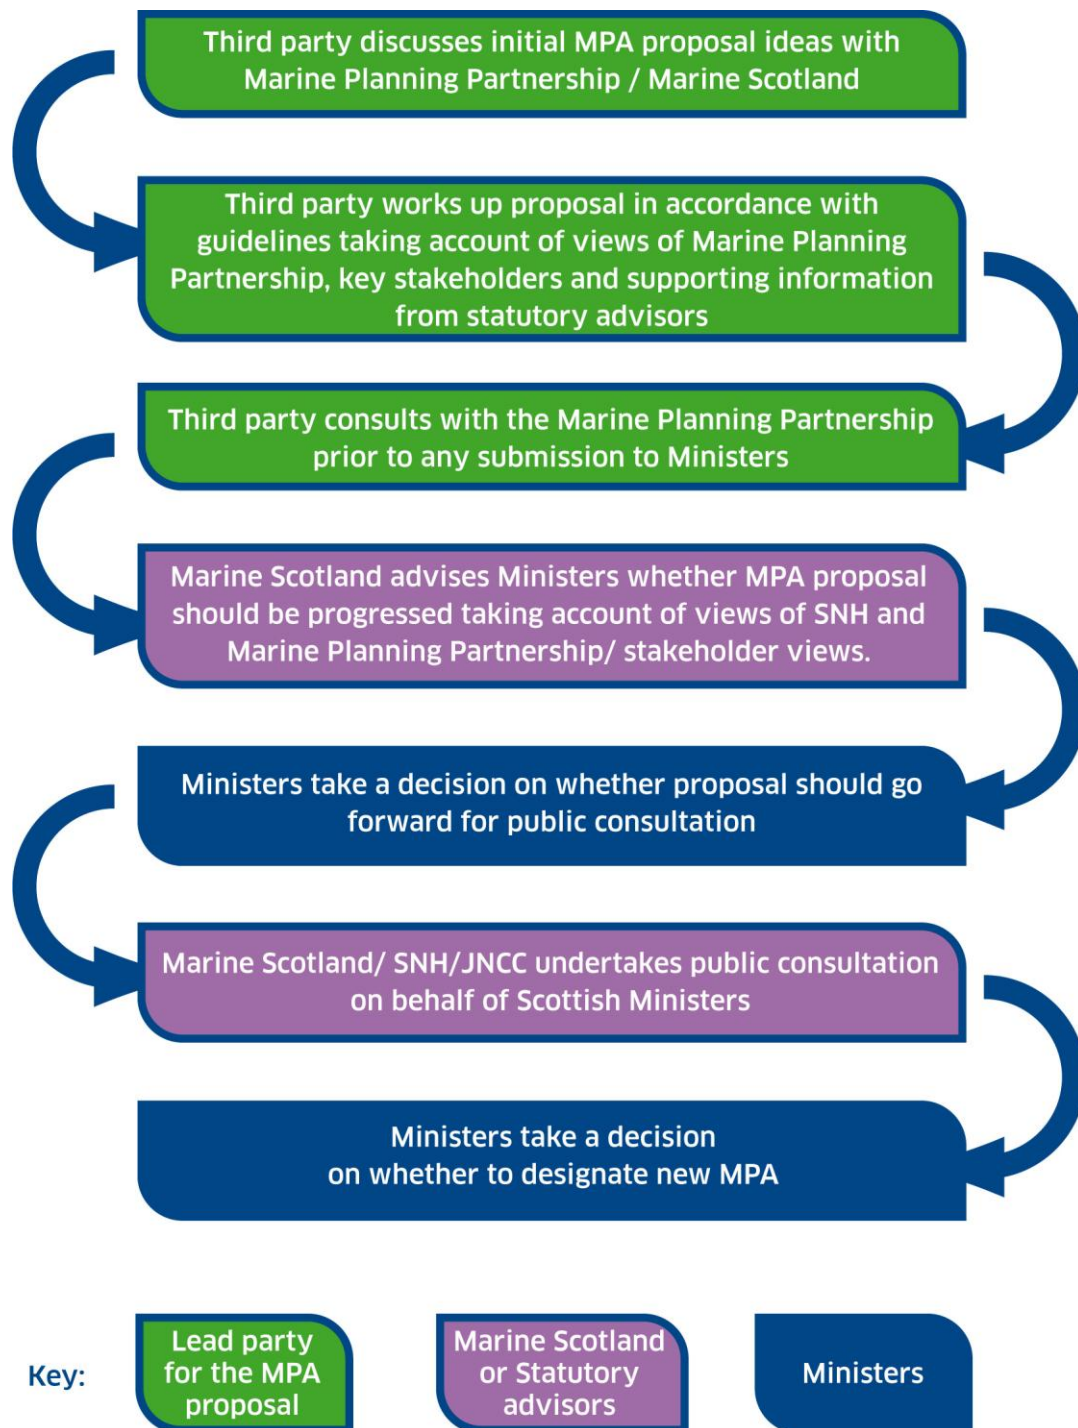 Third party discusses initial MPA proposal ideas with
Marine Planning Partnership / Marine Scotland
Third party works up proposal in accordance with
guidelines taking account of views of Marine Planning
Partnership, key stakeholders and supporting information
from statutory advisors
Third party consults with the Marine Planning Partnership
prior to any submission to Ministers
Marine Scotland advises Ministers whether MPA proposal
should be progressed taking account of views of SNH and
Marine Planning Partnership/ stakeholder views.
Ministers take a decision on whether proposal should go
forward for public consultation
Marine Scotland/ SNH/JNCC undertakes public consultation
on behalf of Scottish Ministers
Ministers take a decision
on whether to designate new MPA
Key:
Lead party
for the MPA
proposal
Marine Scotland
or Statutory
advisors
Ministers